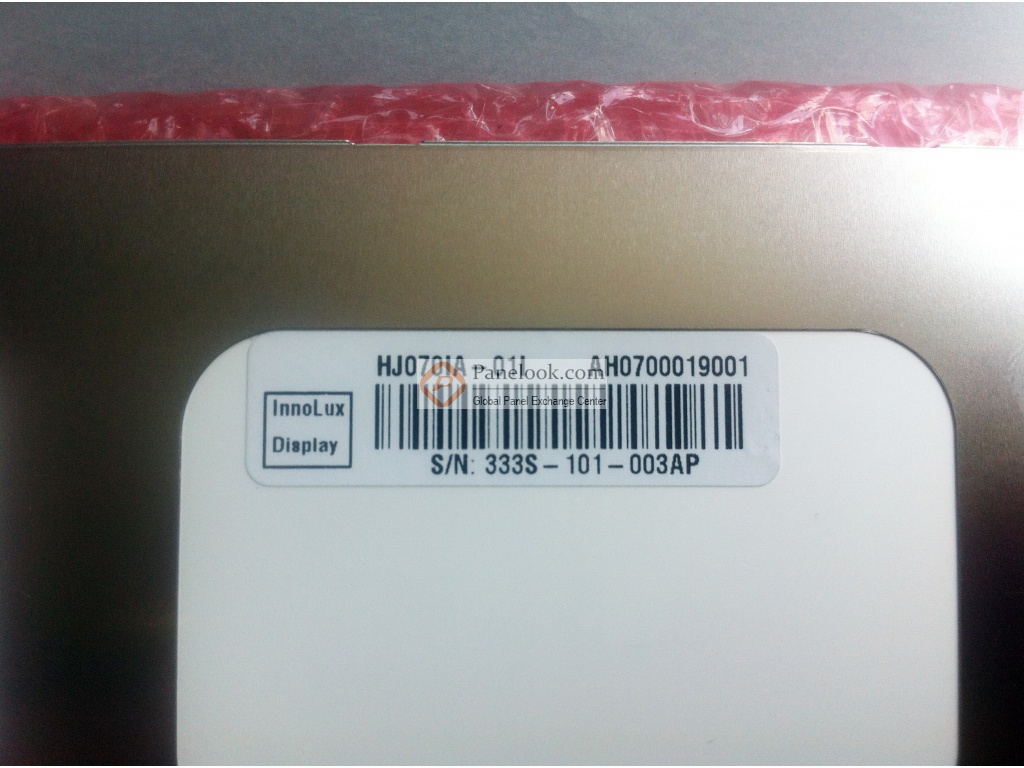 HJ070IA-01I AH0700019001
Panelook.com
Global Panel Exchange Center
InnoLux
Display
S/N: 333S-101-003AP